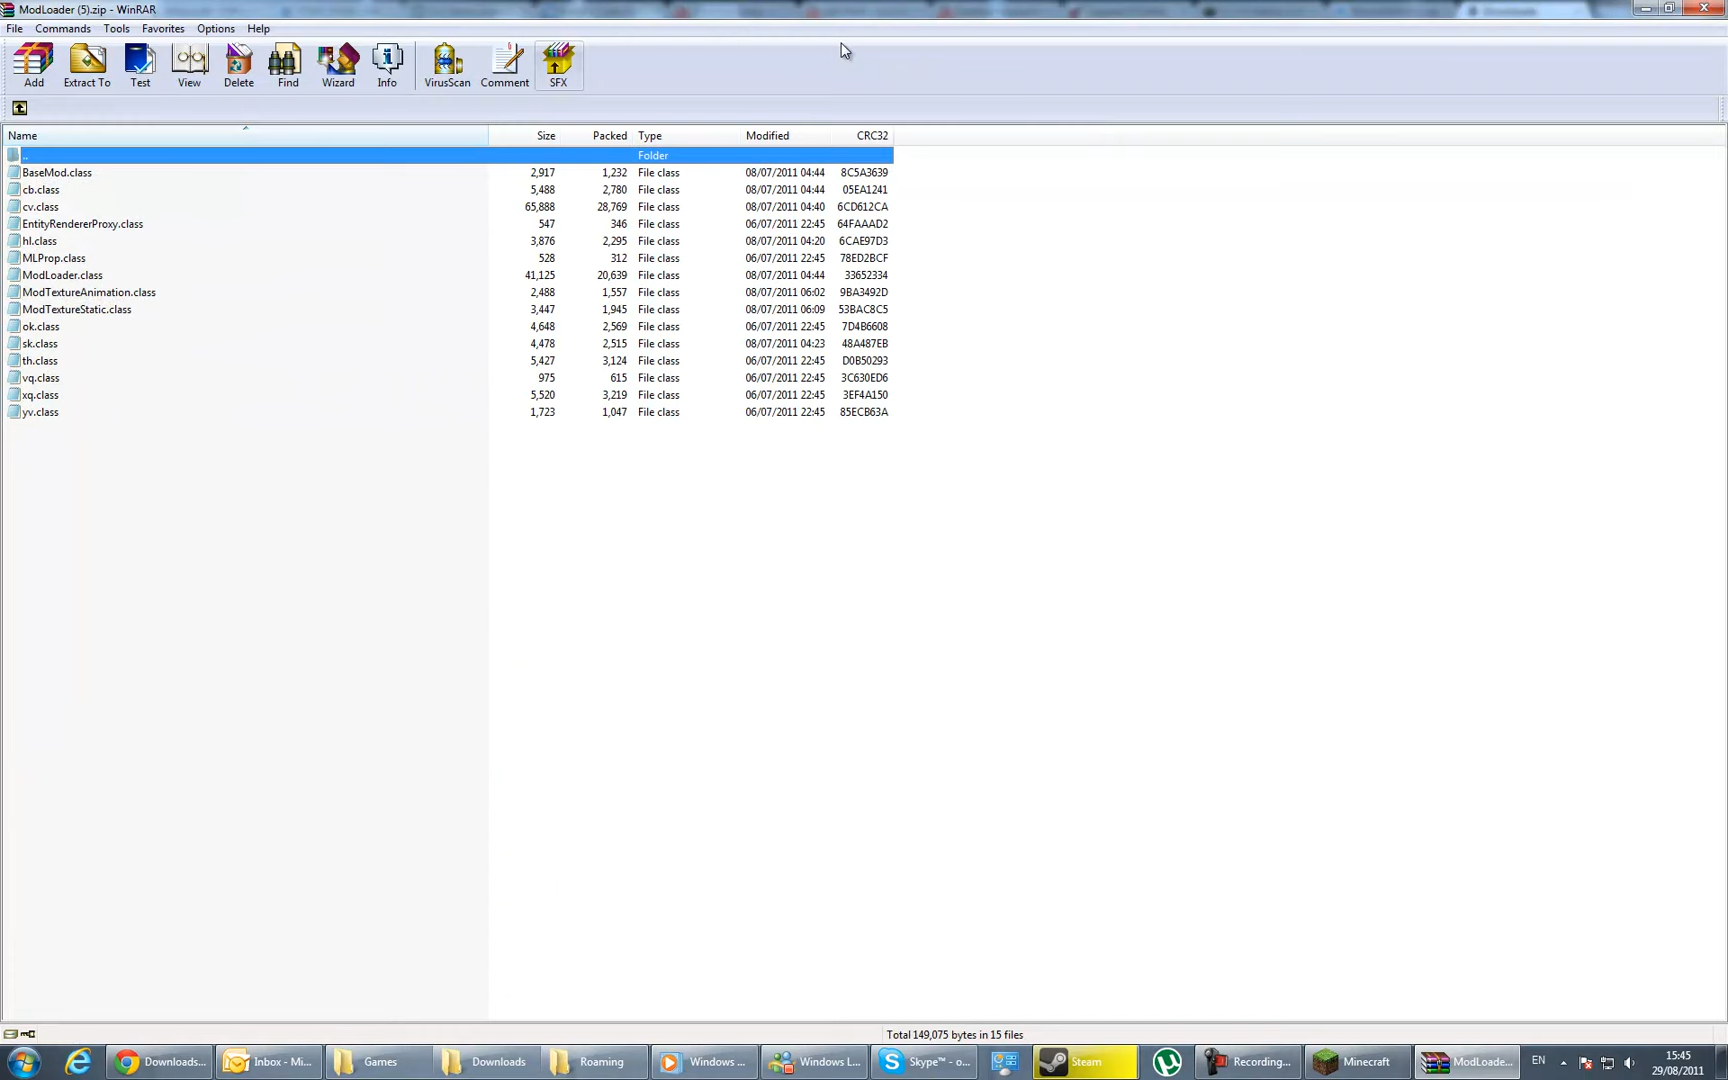 ModLoader (5).zip - WinRAR
File Commands Tools Favorites Options Help
Add Extract To Test View Delete Find Wizard Info VirusScan Comment SFX
Name Size Packed Type Modified CRC32
.. Folder
BaseMod.class 2,917 1,232 File class 08/07/2011 04:44 8C5A3639
cb.class 5,488 2,780 File class 08/07/2011 04:44 05EA1241
cv.class 65,888 28,769 File class 08/07/2011 04:40 6CD612CA
EntityRendererProxy.class 547 346 File class 06/07/2011 22:45 64FAAAD2
hl.class 3,876 2,295 File class 08/07/2011 04:20 6CAE97D3
MLProp.class 528 312 File class 06/07/2011 22:45 78ED2BCF
ModLoader.class 41,125 20,639 File class 08/07/2011 04:44 33652334
ModTextureAnimation.class 2,488 1,557 File class 08/07/2011 06:02 9BA3492D
ModTextureStatic.class 3,447 1,945 File class 08/07/2011 06:09 53BAC8C5
ok.class 4,648 2,569 File class 06/07/2011 22:45 7D4B6608
sk.class 4,478 2,515 File class 08/07/2011 04:23 48A487EB
th.class 5,427 3,124 File class 06/07/2011 22:45 D0B50293
vq.class 975 615 File class 06/07/2011 22:45 3C630ED6
xq.class 5,520 3,219 File class 06/07/2011 22:45 3EF4A150
yv.class 1,723 1,047 File class 06/07/2011 22:45 85ECB63A
Total 149,075 bytes in 15 files
Downloads... Inbox - Mi... Games Downloads Roaming Windows ... Windows L... Skype™ - o... Steam Recording... Minecraft ModLoade... EN 15:45
29/08/2011